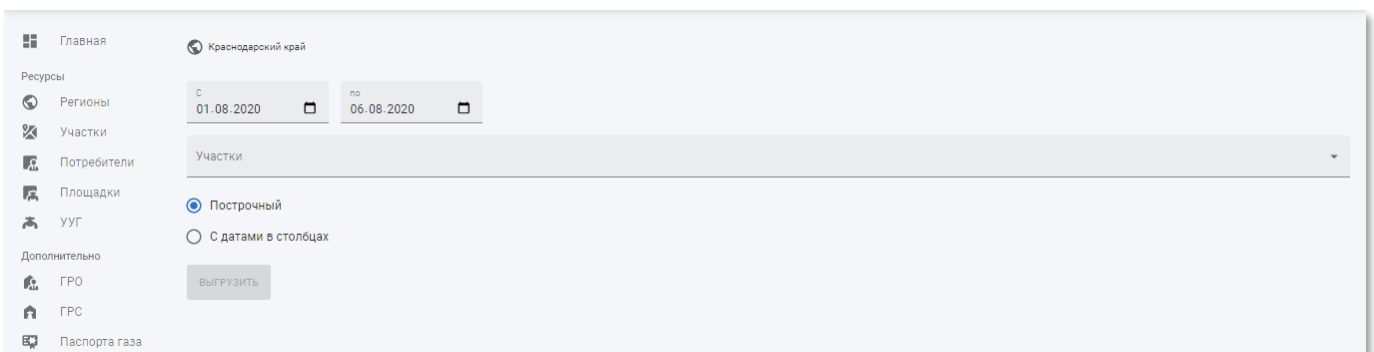 Главная
Ресурсы
Регионы
Участки
Потребители
Площадки
УУГ
Дополнительно
ГРО
ГРС
Паспорта газа
Краснодарский край
С
01.08.2020
по
06.08.2020
Участки
Построчный
С датами в столбцах
ВЫГРУЗИТЬ